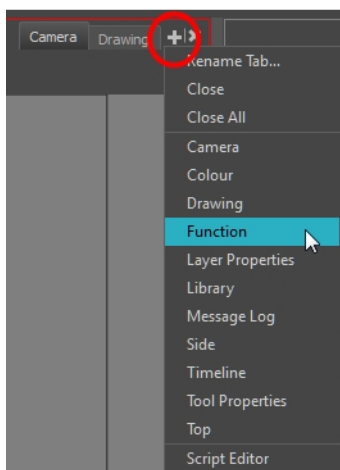 Camera Drawing
Rename Tab...
Close
Close All
Camera
Colour
Drawing
Function
Layer Properties
Library
Message Log
Side
Timeline
Tool Properties
Top
Script Editor